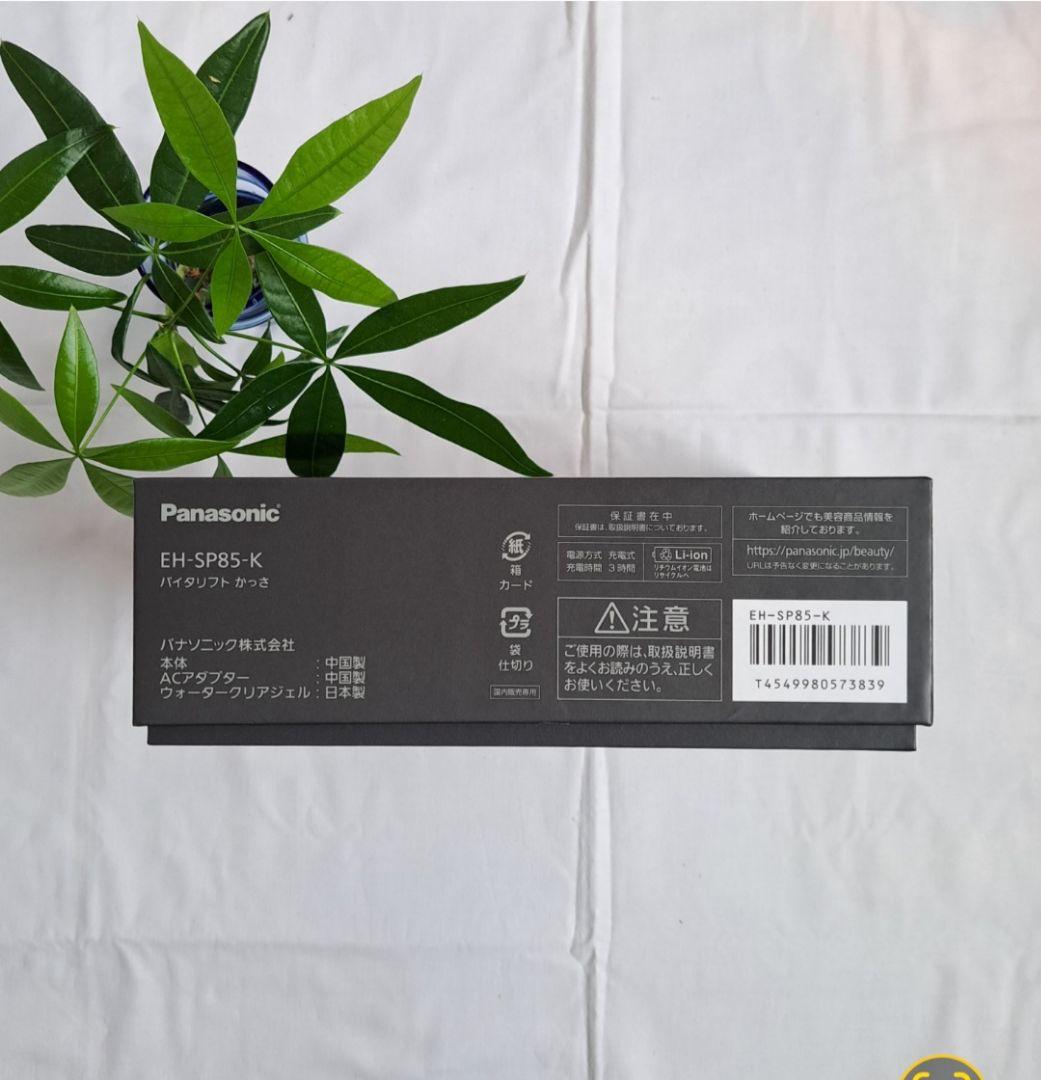 Panasonic
EH-SP85-K
バイタリフト かっさ
パナソニック株式会社
本体 : 中国製
ACアダプター : 中国製
ウォータークリアジェル : 日本製
紙
箱
カード
プラ
袋
仕切り
国内販売専用
保証書在中
保証書は、取扱説明書についております。
電源方式 充電式
充電時間 3時間
Li-ion
リチウムイオン電池は
リサイクルへ
注意
ご使用の際は、取扱説明書
をよくお読みのうえ、正しく
お使いください。
ホームページでも美容商品情報を
紹介しております。
https://panasonic.jp/beauty/
URLは予告なく変更になることがあります。
EH-SP85-K
T4549980573839